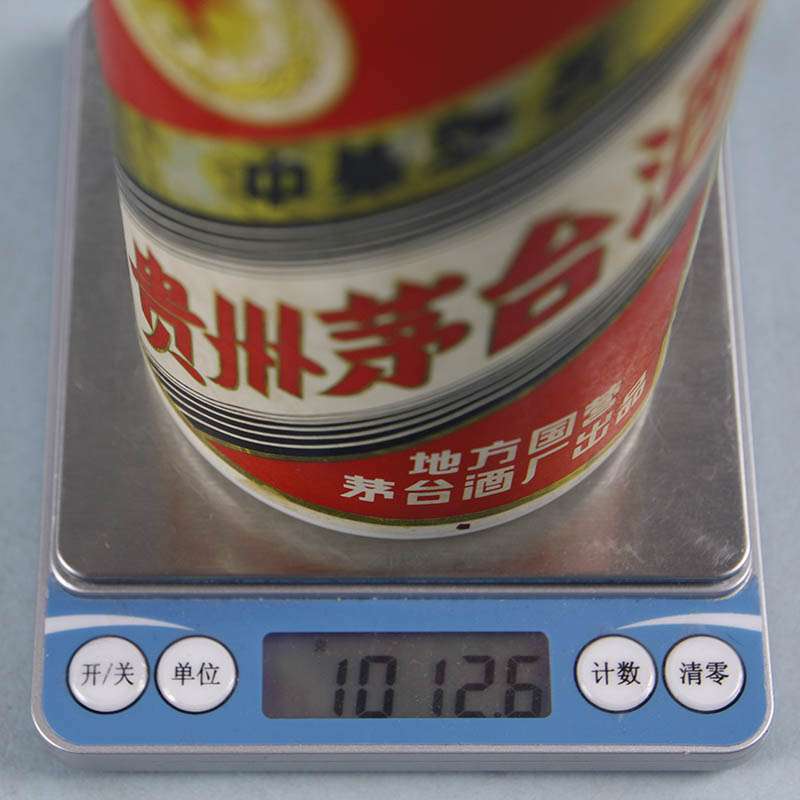 中
贵州茅台酒
地方国营
茅台酒厂出品
克
1012.6
开/关
单位
计数
清零